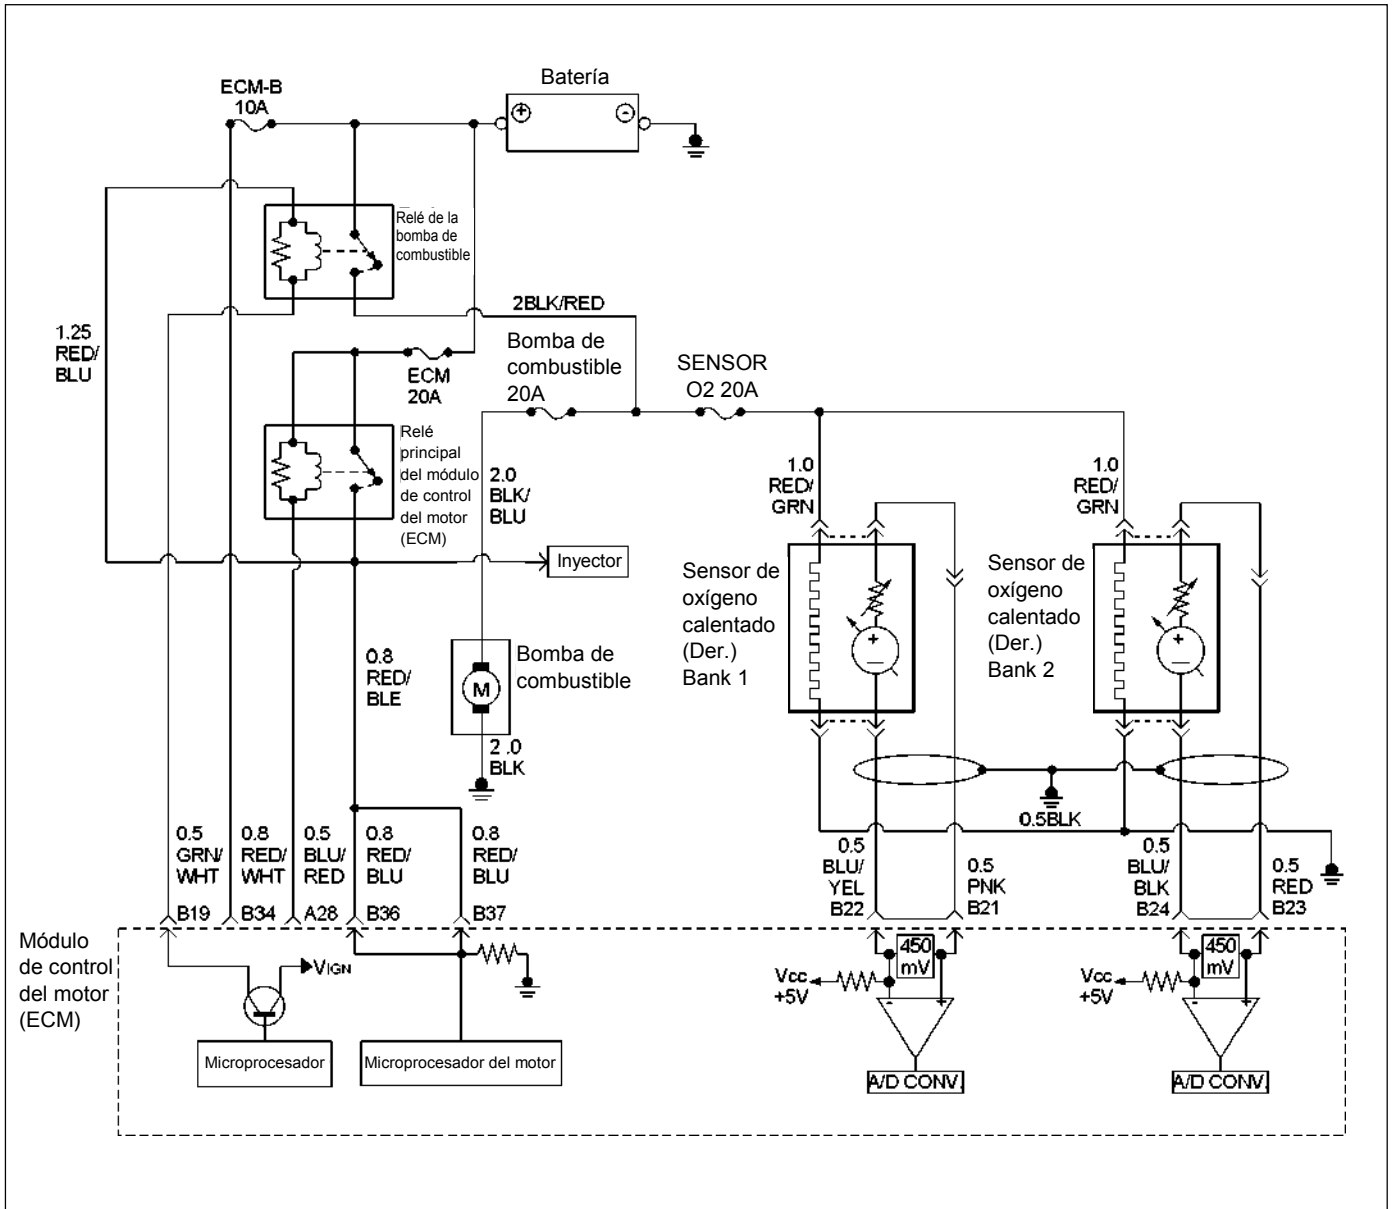 Batería
ECM-B
10A
+
-
Relé de la
bomba de
combustible
2BLK/RED
1.25
RED/
BLU
Bomba de
combustible
20A
SENSOR
O2 20A
ECM
20A
Relé
principal
del módulo
de control
del motor
(ECM)
2.0
BLK/
BLU
1.0
RED/
GRN
1.0
RED/
GRN
Inyector
Sensor de
oxígeno
calentado
(Der.)
Bank 1
+
Sensor de
oxígeno
calentado
(Der.)
Bank 2
+
0.8
RED/
BLE
Bomba de
combustible
M
2.0
BLK
0.5BLK
0.5
GRN/
WHT
0.8
RED/
WHT
0.5
BLU/
RED
0.8
RED/
BLU
0.8
RED/
BLU
0.5
BLU/
YEL
0.5
PNK
0.5
BLU/
BLK
0.5
RED
B19
B34
A28
B36
B37
B22
B21
B24
B23
Módulo
de control
del motor
(ECM)
VIGN
450
mV
Vcc
+5V
-
+
450
mV
Vcc
+5V
-
+
Microprocesador
Microprocesador del motor
A/D CONV.
A/D CONV.